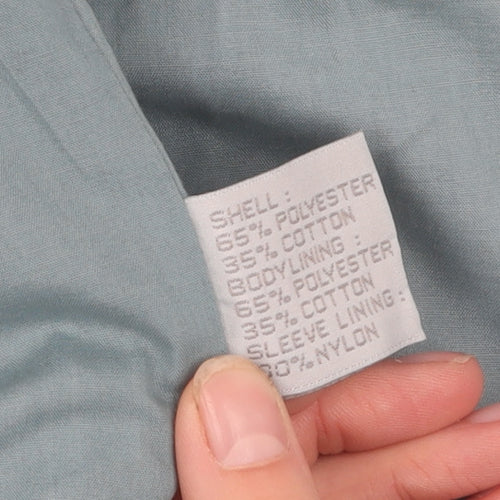 SHELL :
65% POLYESTER
35% COTTON
BODYLINING :
65% POLYESTER
35% COTTON
SLEEVE LINING :
NYLON